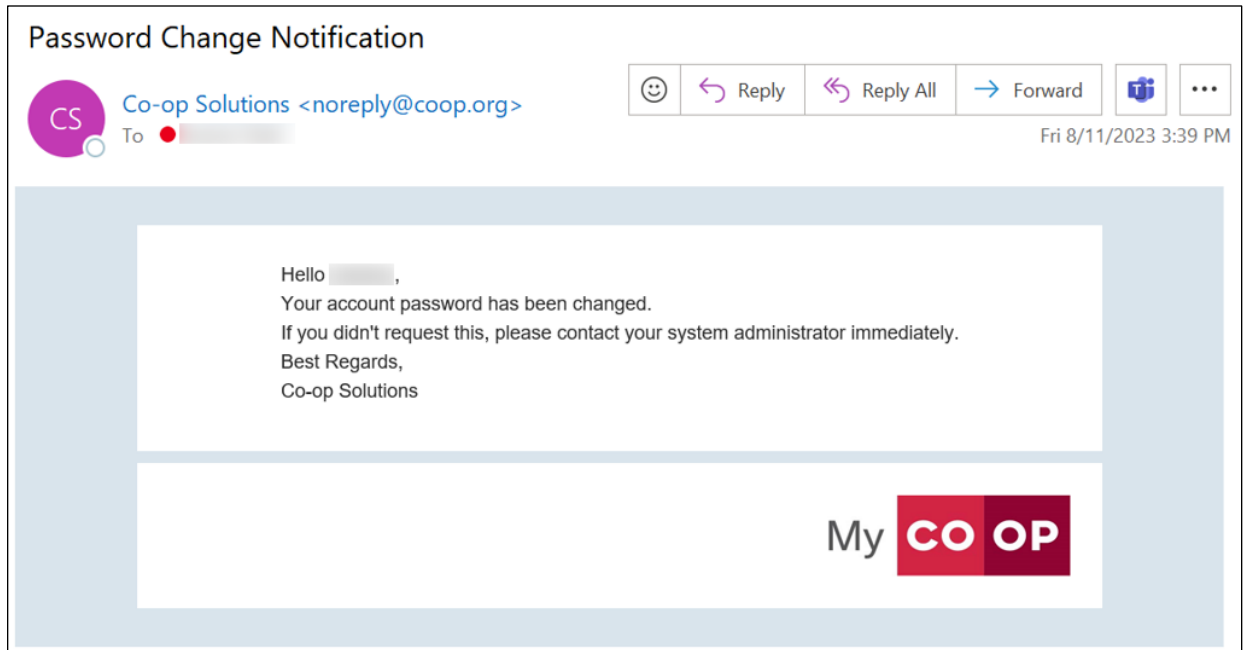 Password Change Notification
CS
Co-op Solutions <noreply@coop.org>
To
Reply
Reply All
Forward
Fri 8/11/2023 3:39 PM
Hello ,
Your account password has been changed.
If you didn't request this, please contact your system administrator immediately.
Best Regards,
Co-op Solutions
My CO OP